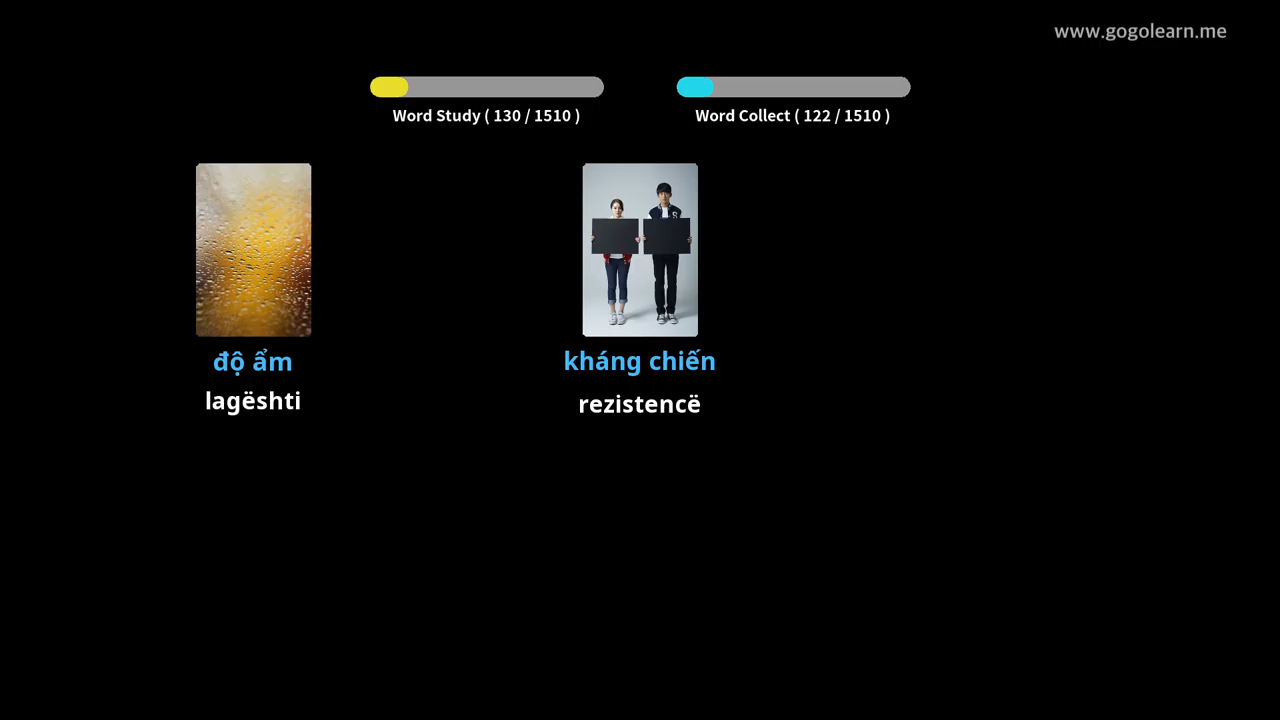 www.gogolearn.me
Word Study ( 130 / 1510 )
Word Collect ( 122 / 1510 )
độ ẩm
lagështi
kháng chiến
rezistencë